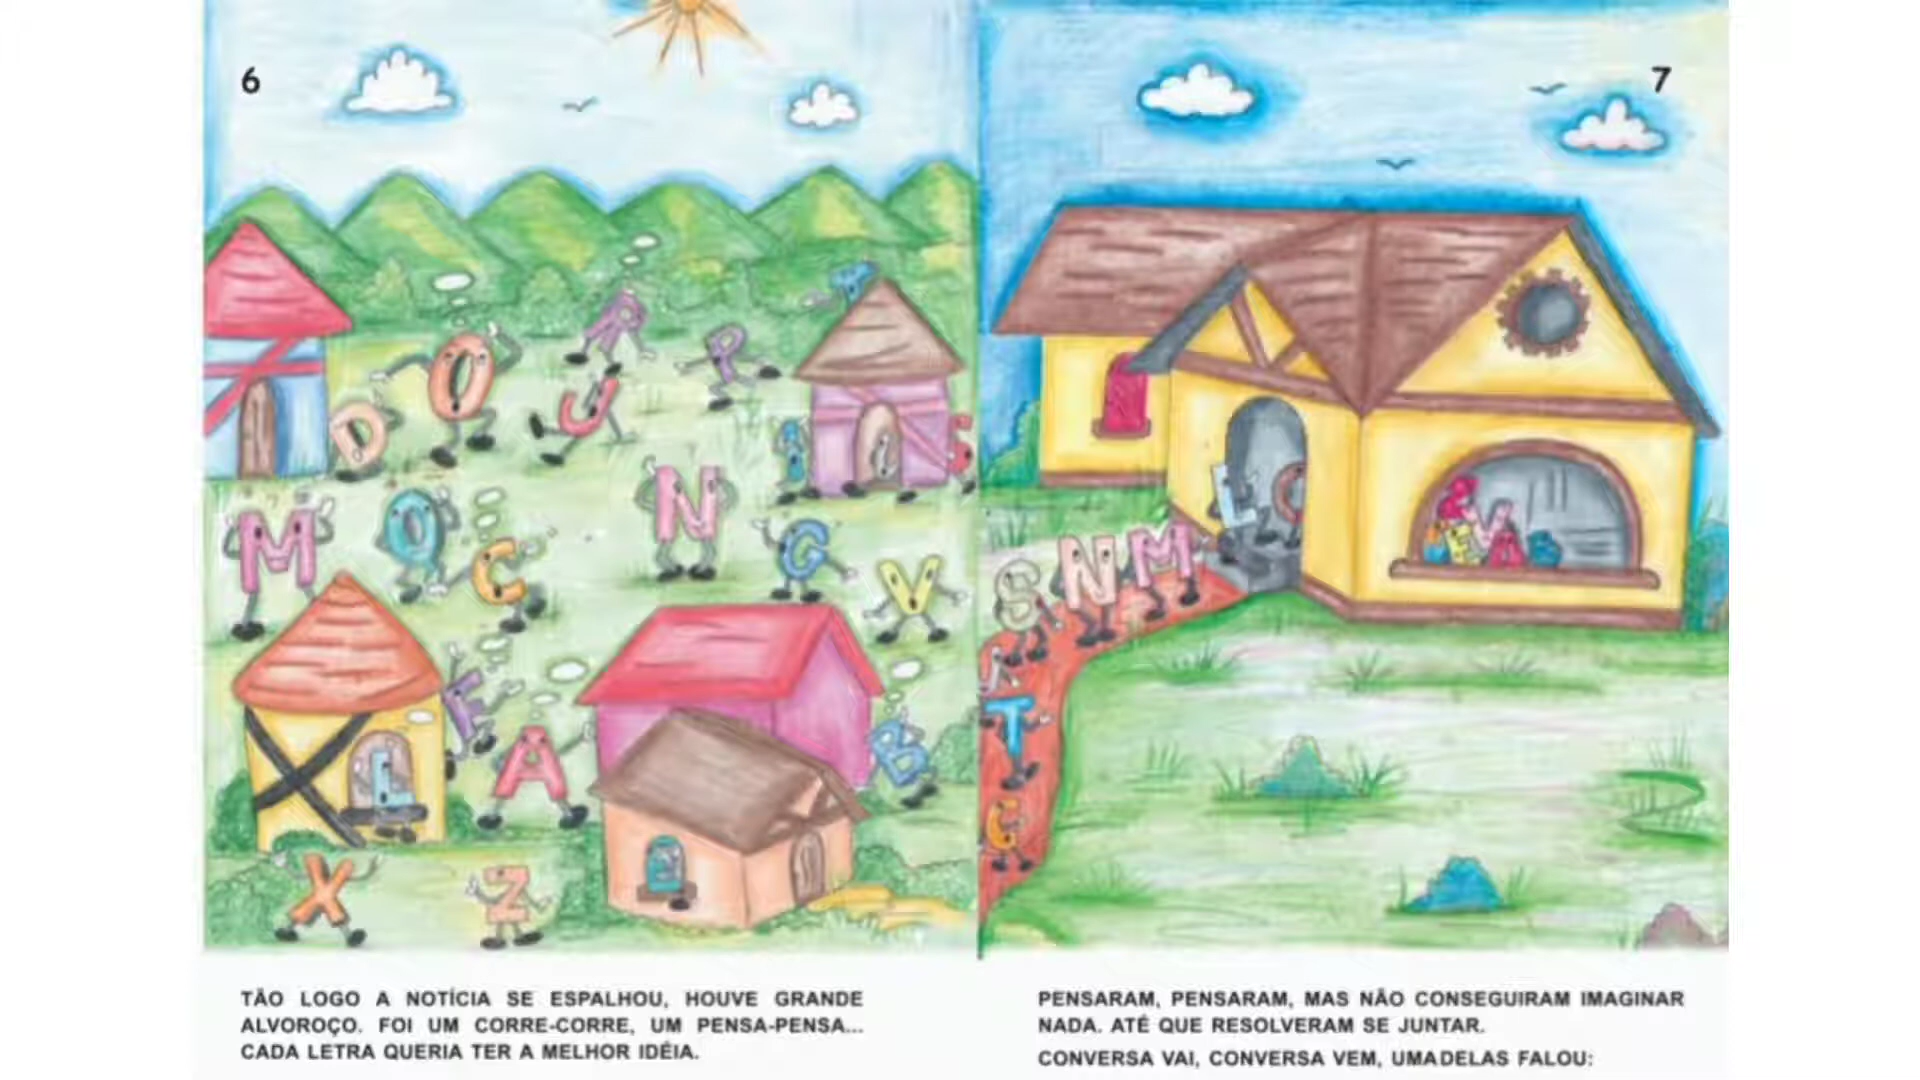 6
7
TÃO LOGO A NOTÍCIA SE ESPALHOU, HOUVE GRANDE
ALVOROÇO. FOI UM CORRE-CORRE, UM PENSA-PENSA...
CADA LETRA QUERIA TER A MELHOR IDÉIA.
PENSARAM, PENSARAM, MAS NÃO CONSEGUIRAM IMAGINAR
NADA. ATÉ QUE RESOLVERAM SE JUNTAR.
CONVERSA VAI, CONVERSA VEM, UMA DELAS FALOU: